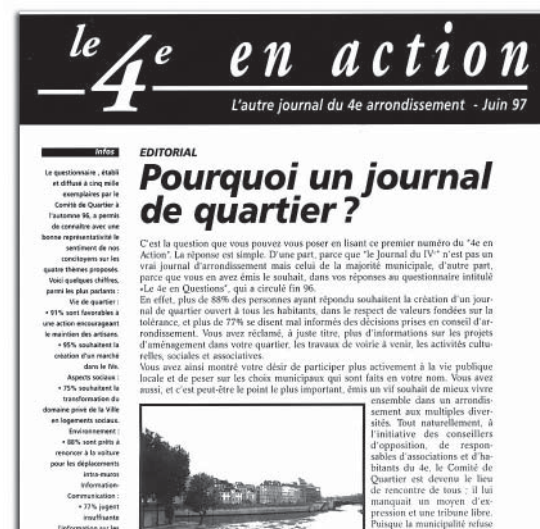 le 4e en action
L'autre journal du 4e arrondissement - Juin 97
Infos
Le questionnaire , établi
et diffusé à cinq mille
exemplaires par le
Comité de Quartier à
l'automne 96, a permis
de connaître avec une
bonne représentativité le
sentiment de nos
concitoyens sur les
quatre thèmes proposés.
Voici quelques chiffres,
parmi les plus parlants :
Vie de quartier :
• 91% sont favorables à
une action encourageant
le maintien des artisans.
• 95% souhaitent la
création d'un marché
dans le IVe.
Aspects sociaux :
• 75% souhaitent la
transformation du
domaine privé de la Ville
en logements sociaux.
Environnement :
• 88% sont prêts à
renoncer à la voiture
pour les déplacements
intra-muros
Information-
Communication :
• 77% jugent
insuffisante
l'information sur les
EDITORIAL
Pourquoi un journal
de quartier ?
C'est la question que vous pouvez vous poser en lisant ce premier numéro du "4e en
Action". La réponse est simple. D'une part, parce que "le Journal du IVe" n'est pas un
vrai journal d'arrondissement mais celui de la majorité municipale, d'autre part,
parce que vous en avez émis le souhait, dans vos réponses au questionnaire intitulé
«Le 4e en Questions", qui a circulé fin 96.
En effet, plus de 88% des personnes ayant répondu souhaitent la création d'un jour-
nal de quartier ouvert à tous les habitants, dans le respect de valeurs fondées sur la
tolérance, et plus de 77% se disent mal informés des décisions prises en conseil d'ar-
rondissement. Vous avez réclamé, à juste titre, plus d'informations sur les projets
d'aménagement dans votre quartier, les travaux de voirie à venir, les activités cultu-
relles, sociales et associatives.
Vous avez ainsi montré votre désir de participer plus activement à la vie publique
locale et de peser sur les choix municipaux qui sont faits en votre nom. Vous avez
aussi, et c'est peut-être le point le plus important, émis un vif souhait de mieux vivre
ensemble dans un arrondis-
sement aux multiples diver-
sités. Tout naturellement, à
l'initiative des conseillers
d'opposition, de respon-
sables d'associations et d'ha-
bitants du 4e, le Comité de
Quartier est devenu le lieu
de rencontre de tous ; il lui
manquait un moyen d'ex-
pression et une tribune libre.
Puisque la municipalité refuse